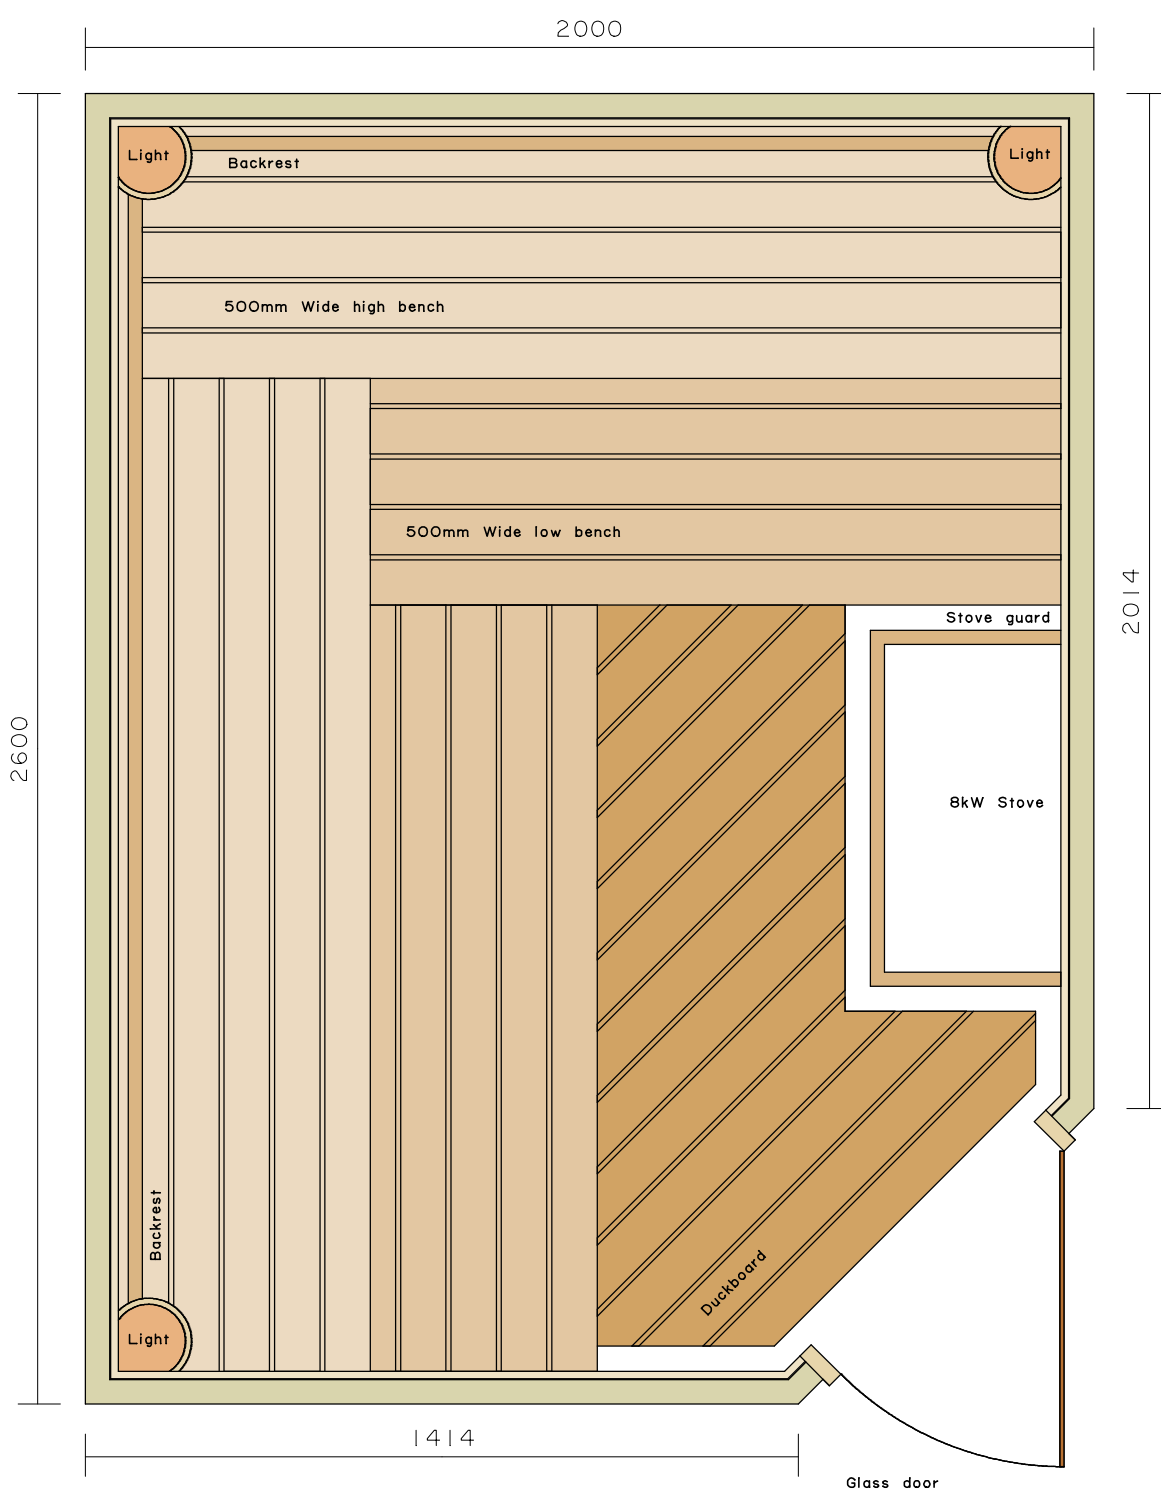 2000
Light
Light
Backrest
500mm Wide high bench
500mm Wide low bench
2014
Stove guard
2600
8kW Stove
Backrest
Duckboard
Light
1414
Glass door